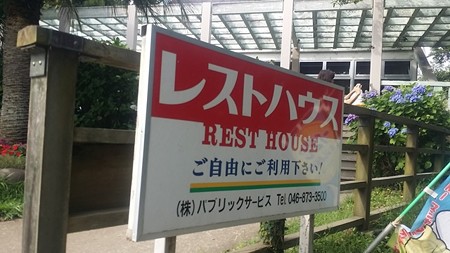 レストハウス
REST HOUSE
ご自由にご利用下さい!
(株)パブリックサービス Tel 046-873-3500